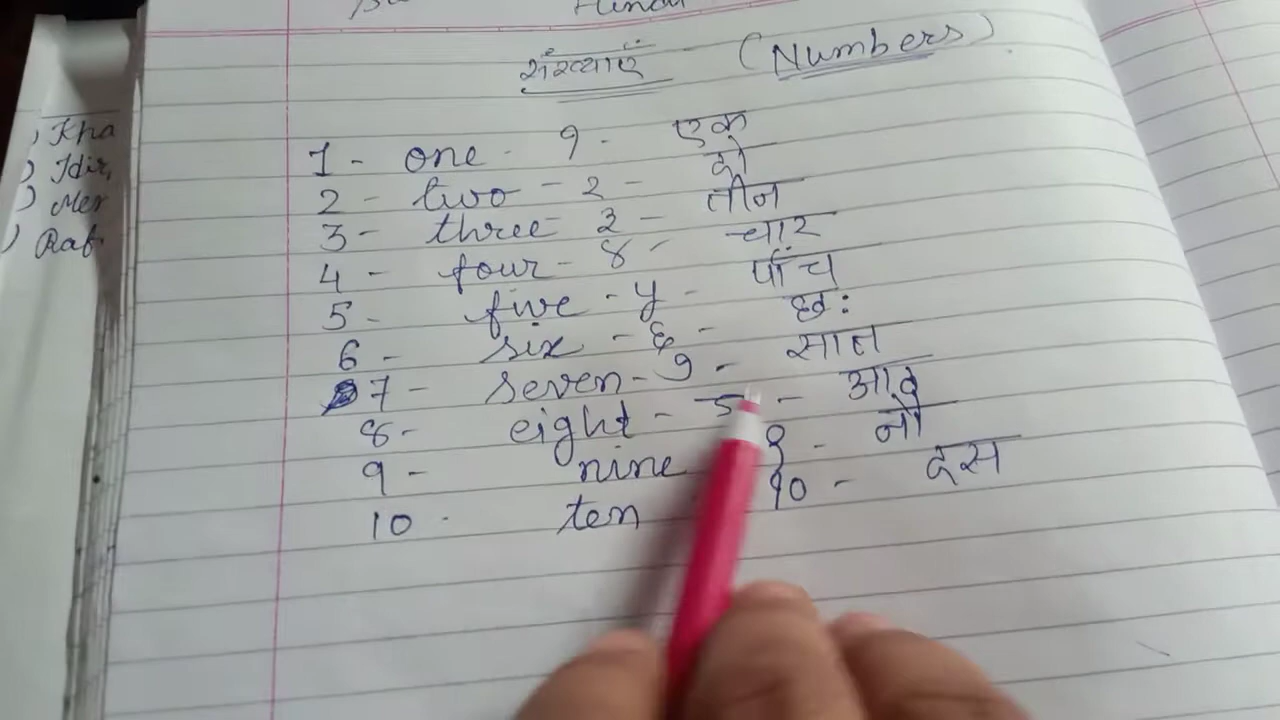 Hindi
संख्याएं - (Numbers).
1 - one - १ - एक
2 - two - २ - दो
3 - three - ३ - तीन
4 - four - ४ - चार
5 - five - ५ - पाँच
6 - six - ६ - छ:
7 - seven - ७ - सात
8 - eight - ८ - आठ
9 - nine ९ - नौ
10 - ten १० - दस